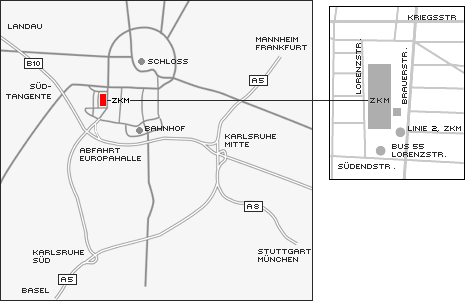 LANDAU
B10
SÜD-
TANGENTE
SCHLOSS
MANNHEIM
FRANKFURT
A5
ZKM
BAHNHOF
ABFAHRT
EUROPAHALLE
KARLSRUHE
MITTE
A8
STUTTGART
MÜNCHEN
KARLSRUHE
SÜD
A5
BASEL
KRIEGSSTR
LORENZSTR.
BRAUERSTR.
ZKM
LINIE 2, ZKM
BUS 55
LORENZSTR.
SÜDENDSTR.